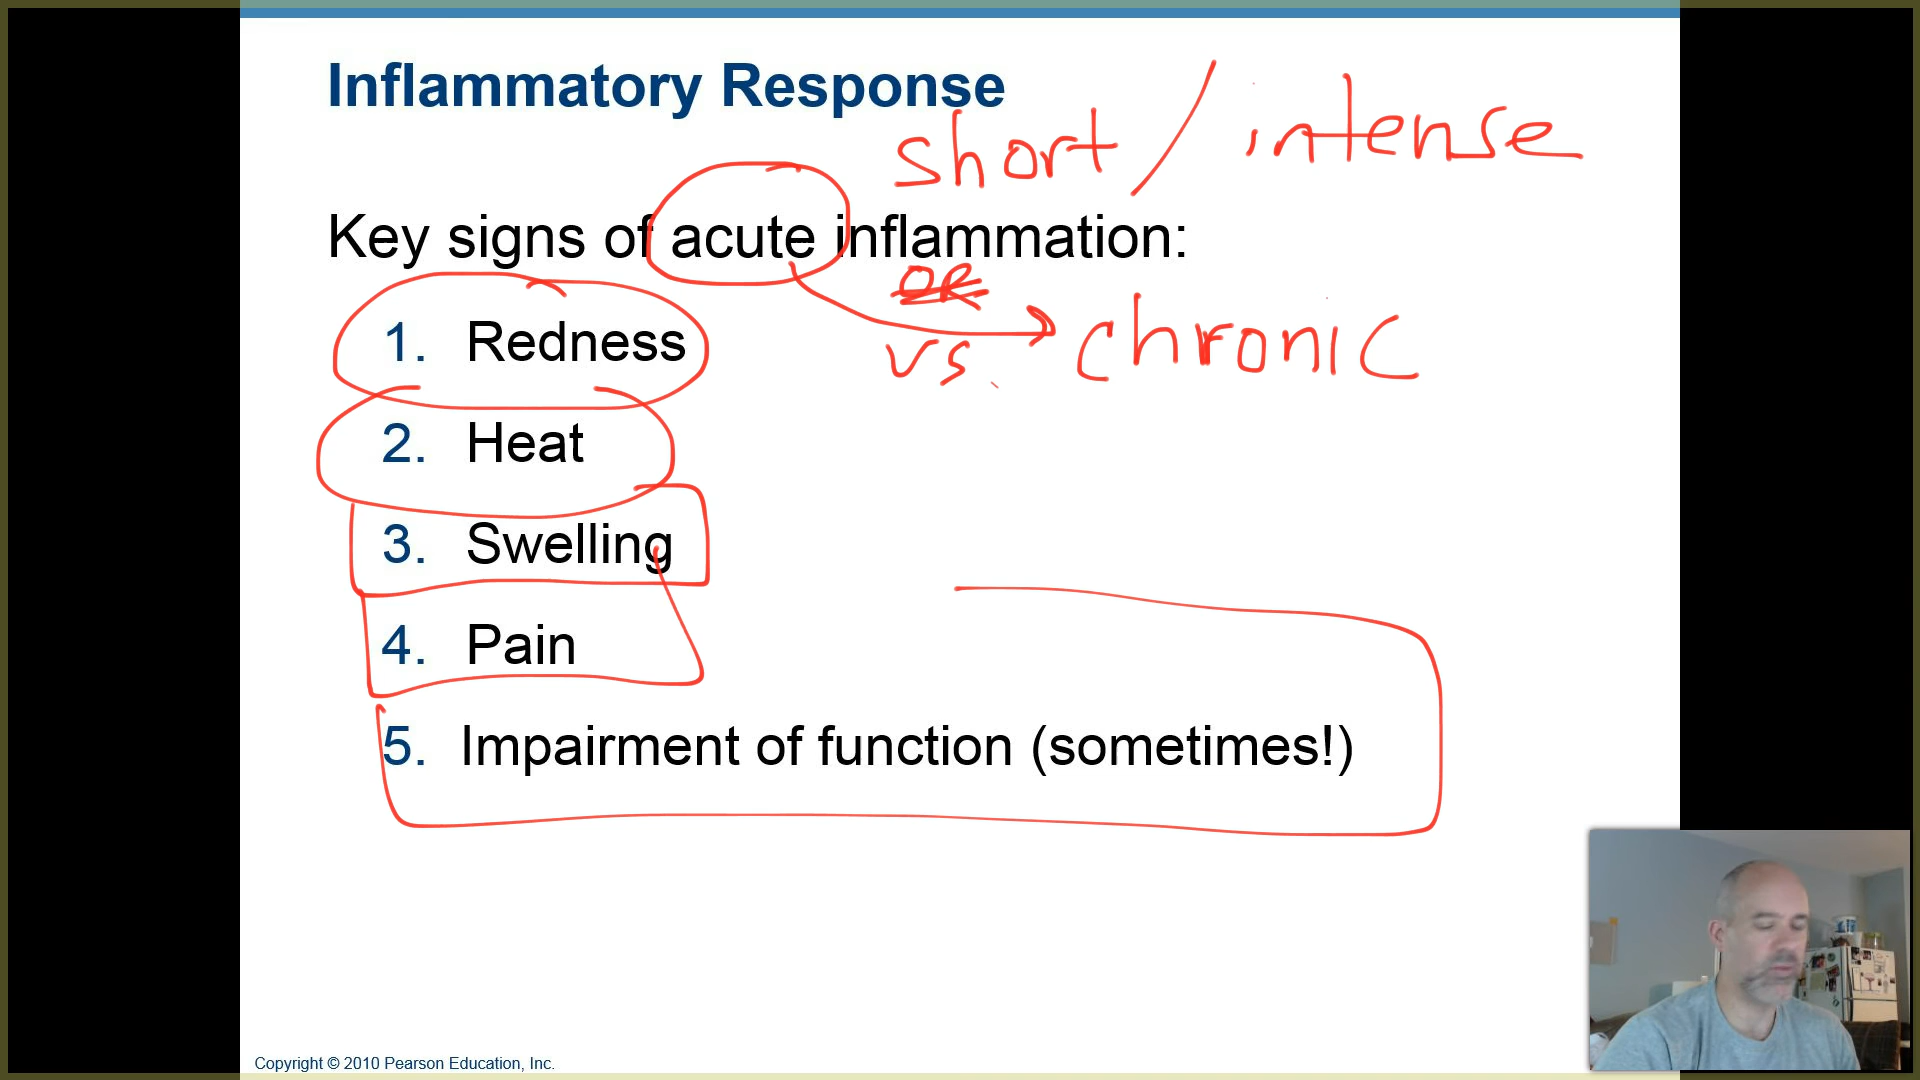 Inflammatory Response
short / intense
Key signs of acute inflammation:
OR
vs. chronic
1. Redness
2. Heat
3. Swelling
4. Pain
5. Impairment of function (sometimes!)
Copyright © 2010 Pearson Education, Inc.